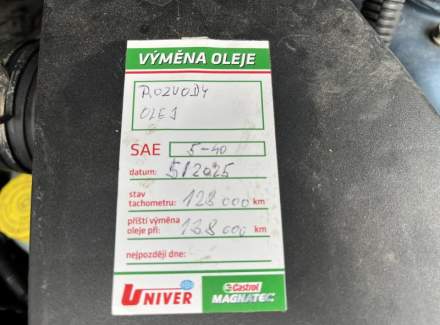 VÝMĚNA OLEJE
ROZVODY
OLEJ
SAE 5-40
datum: 5/2025
stav
tachometru: 128 000 km
příští výměna
oleje při: 138 000 km
nejpozději dne:
UNIVER Castrol
MAGNATEC